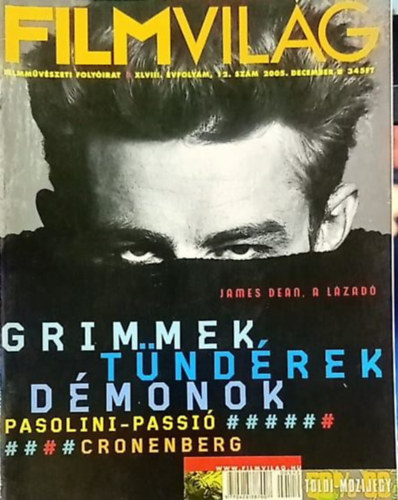 FILMVILÁG
FILMMŰVÉSZETI FOLYÓIRAT XLVIII. ÉVFOLYAM, 12. SZÁM 2005. DECEMBER 345FT
JAMES DEAN, A LÁZADÓ
GRIMMEK
TÜNDÉREK
DÉMONOK
PASOLINI-PASSIÓ ######
####CRONENBERG
WWW.FILMVILAG.HU
TOLDI-MOZIJEGY